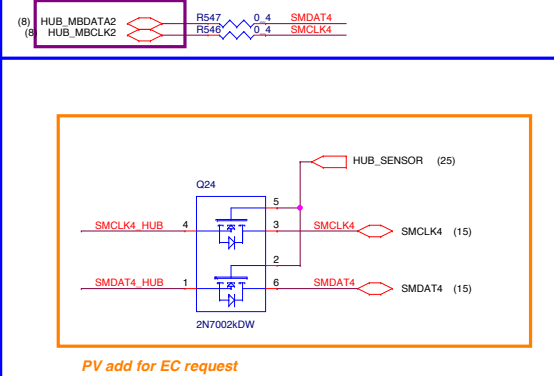 (8) HUB_MBDATA2 R547 0_4 SMDAT4
(8) HUB_MBCLK2 R546 0_4 SMCLK4
HUB_SENSOR (25)
Q24
5
SMCLK4_HUB 4 3 SMCLK4 SMCLK4 (15)
2
SMDAT4_HUB 1 6 SMDAT4 SMDAT4 (15)
2N7002kDW
PV add for EC request